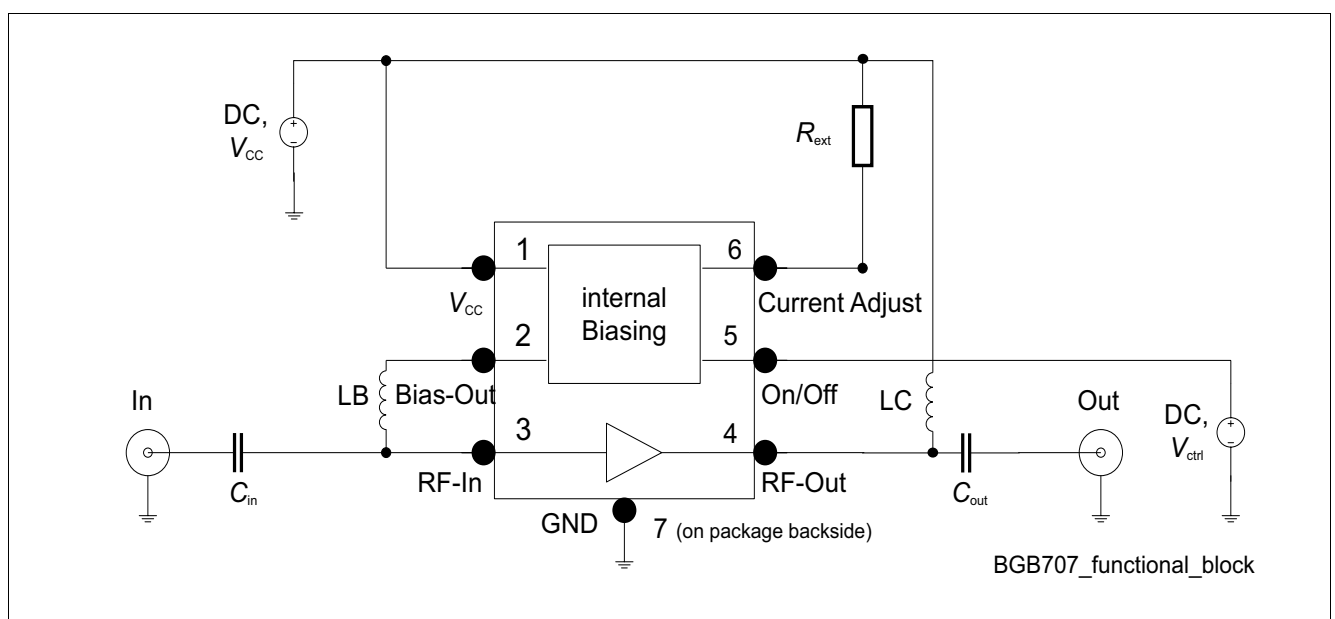 DC,
VCC
+
−
Rext
1
6
VCC
internal
Biasing
Current Adjust
2
5
LB
Bias-Out
On/Off
LC
In
Out
DC,
Vctrl
+
−
3
4
Cin
RF-In
RF-Out
Cout
GND
7 (on package backside)
BGB707_functional_block